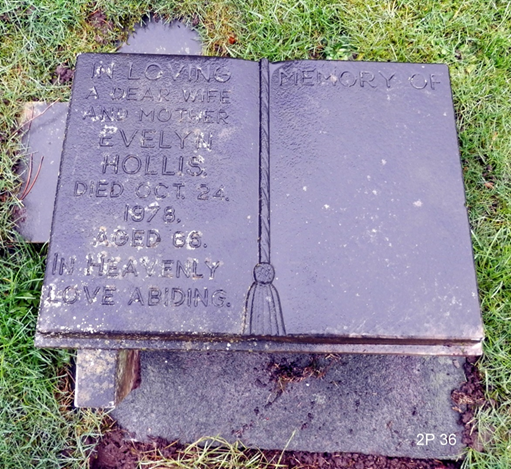 IN LOVING MEMORY OF
A DEAR WIFE
AND MOTHER
EVELYN
HOLLIS.
DIED OCT. 24,
1978.
AGED 66.
IN HEAVENLY
LOVE ABIDING.
2P 36